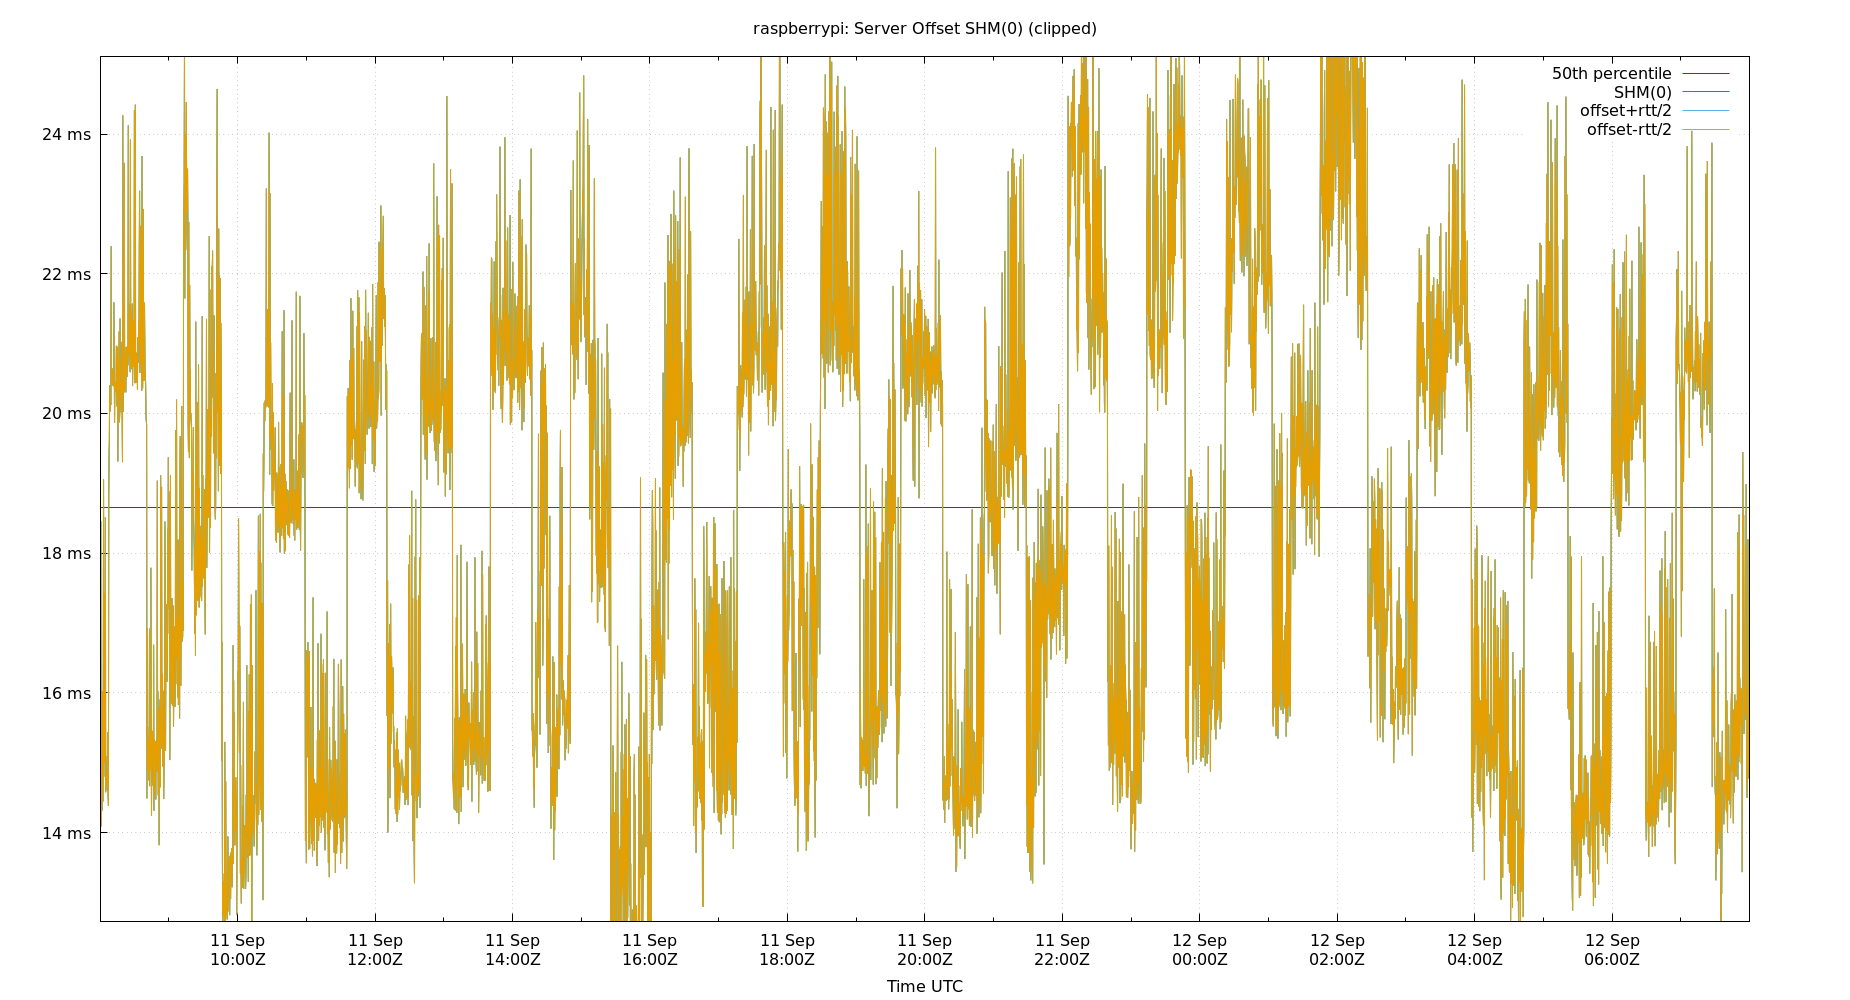 raspberrypi: Server Offset SHM(0) (clipped)
50th percentile
SHM(0)
offset+rtt/2
offset-rtt/2
24 ms
22 ms
20 ms
18 ms
16 ms
14 ms
11 Sep 11 Sep 11 Sep 11 Sep 11 Sep 11 Sep 11 Sep 12 Sep 12 Sep 12 Sep 12 Sep
10:00Z 12:00Z 14:00Z 16:00Z 18:00Z 20:00Z 22:00Z 00:00Z 02:00Z 04:00Z 06:00Z
Time UTC